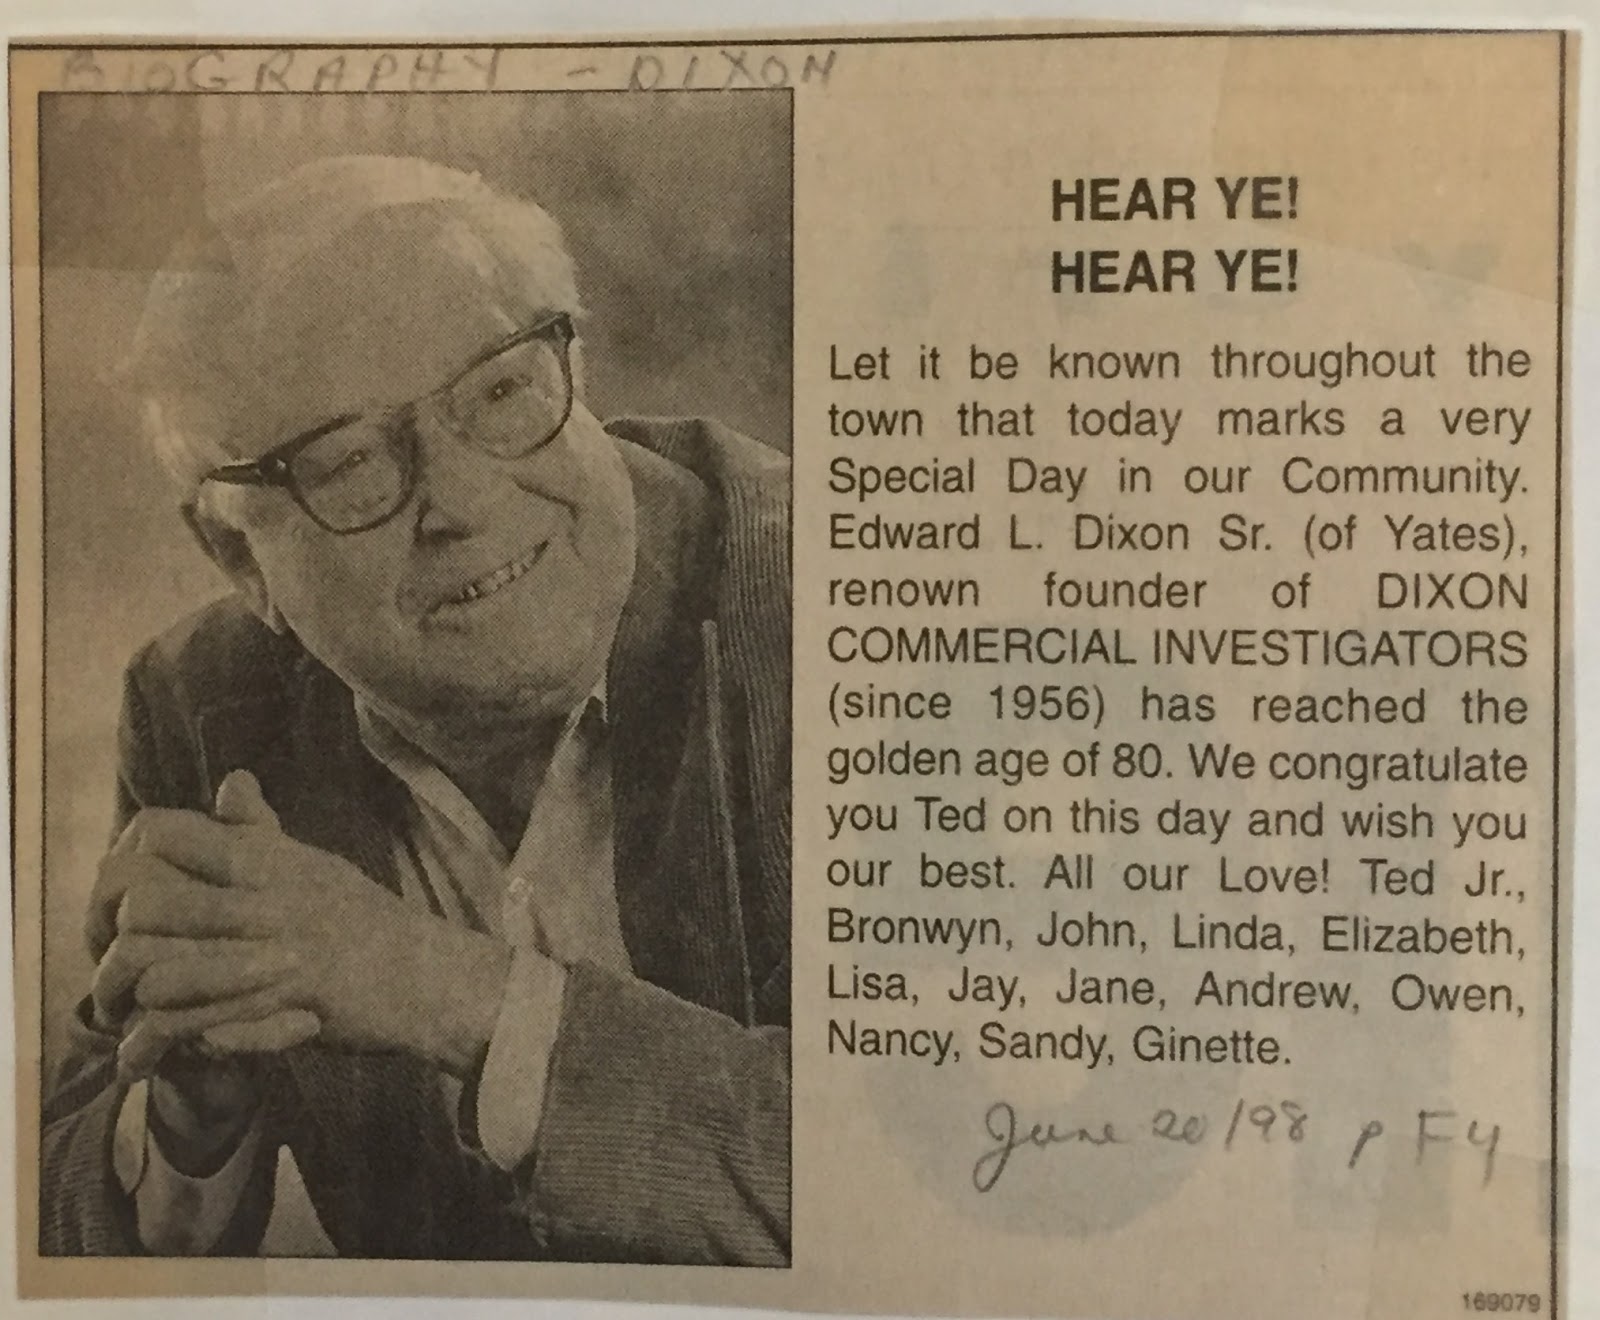 BIOGRAPHY - DIXON
HEAR YE!
HEAR YE!
Let it be known throughout the
town that today marks a very
Special Day in our Community.
Edward L. Dixon Sr. (of Yates),
renown founder of DIXON
COMMERCIAL INVESTIGATORS
(since 1956) has reached the
golden age of 80. We congratulate
you Ted on this day and wish you
our best. All our Love! Ted Jr.,
Bronwyn, John, Linda, Elizabeth,
Lisa, Jay, Jane, Andrew, Owen,
Nancy, Sandy, Ginette.
June 20/98 p F4
169079